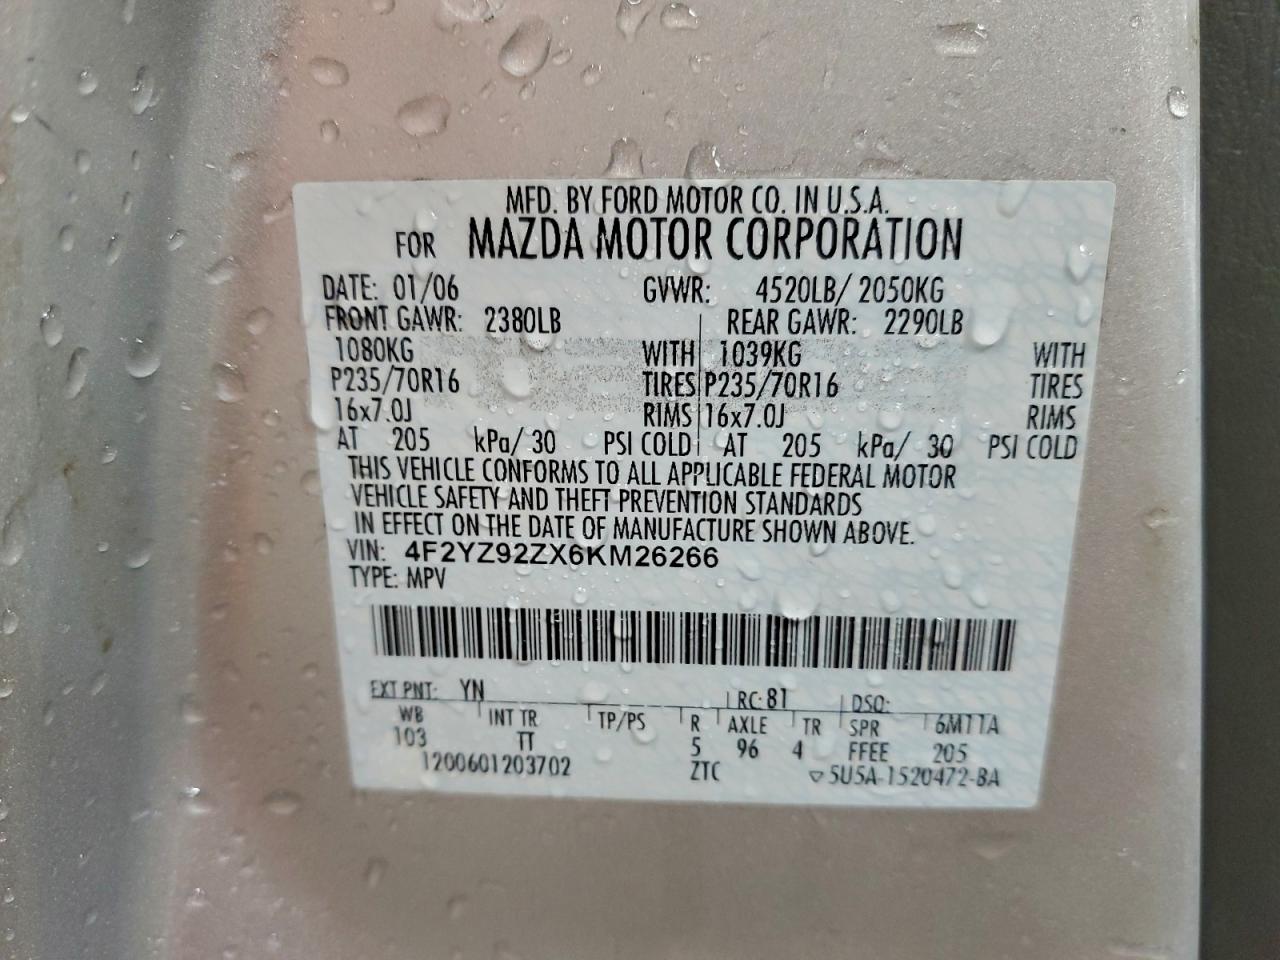 MFD. BY FORD MOTOR CO. IN U.S.A.
FOR MAZDA MOTOR CORPORATION
DATE: 01/06 GVWR: 4520LB/ 2050KG
FRONT GAWR: 2380LB REAR GAWR: 2290LB
1080KG WITH 1039KG WITH
P235/70R16 TIRES P235/70R16 TIRES
16x7.0J RIMS 16x7.0J RIMS
AT 205 kPa/ 30 PSI COLD AT 205 kPa/ 30 PSI COLD
THIS VEHICLE CONFORMS TO ALL APPLICABLE FEDERAL MOTOR
VEHICLE SAFETY AND THEFT PREVENTION STANDARDS
IN EFFECT ON THE DATE OF MANUFACTURE SHOWN ABOVE.
VIN: 4F2YZ92ZX6KM26266
TYPE: MPV
EXT PNT: YN RC: 81 DSO:
WB INT TR TP/PS R AXLE TR SPR 6M11A
103 TT 5 96 4 FFEE 205
1200601203702 ZTC ▽5U5A-1520472-BA